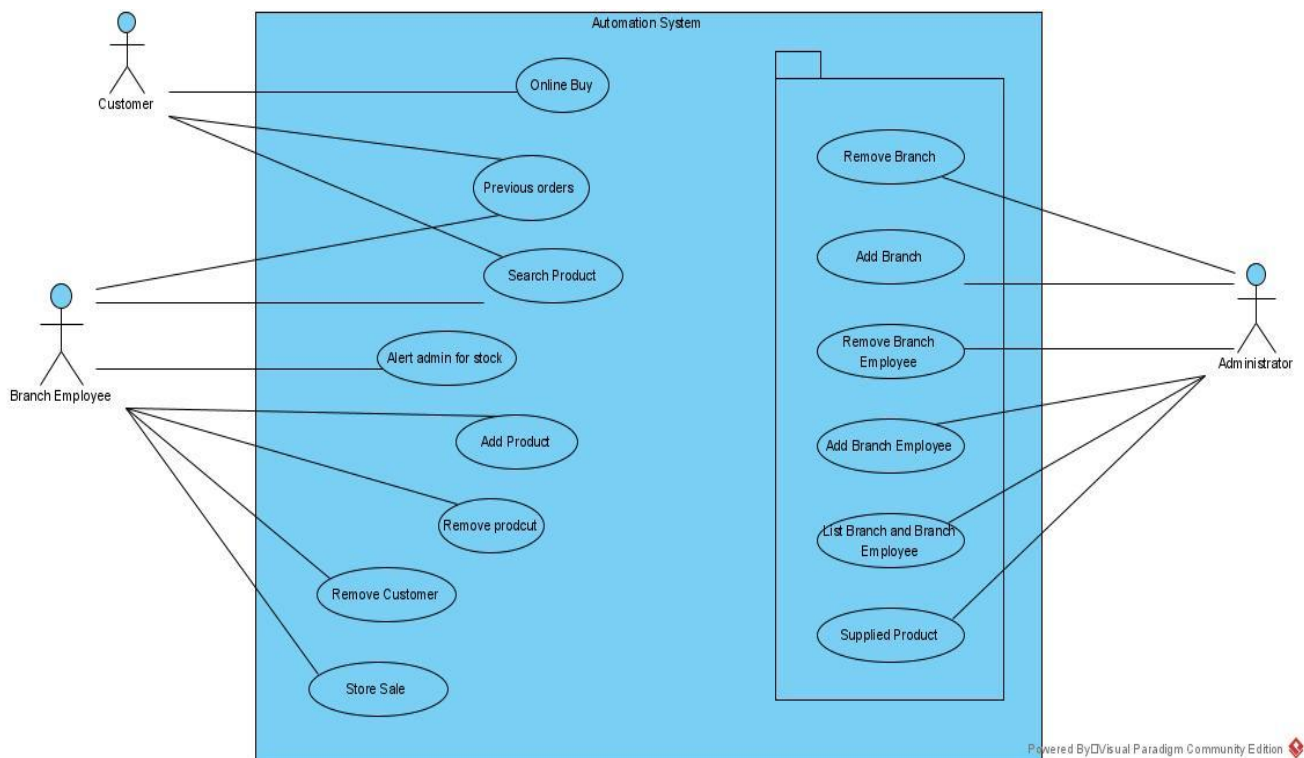 Automation System
Customer
Online Buy
Previous orders
Search Product
Branch Employee
Alert admin for stock
Add Product
Remove prodcut
Remove Customer
Store Sale
Remove Branch
Add Branch
Remove Branch
Employee
Add Branch Employee
List Branch and Branch
Employee
Supplied Product
Administrator
Powered By□Visual Paradigm Community Edition